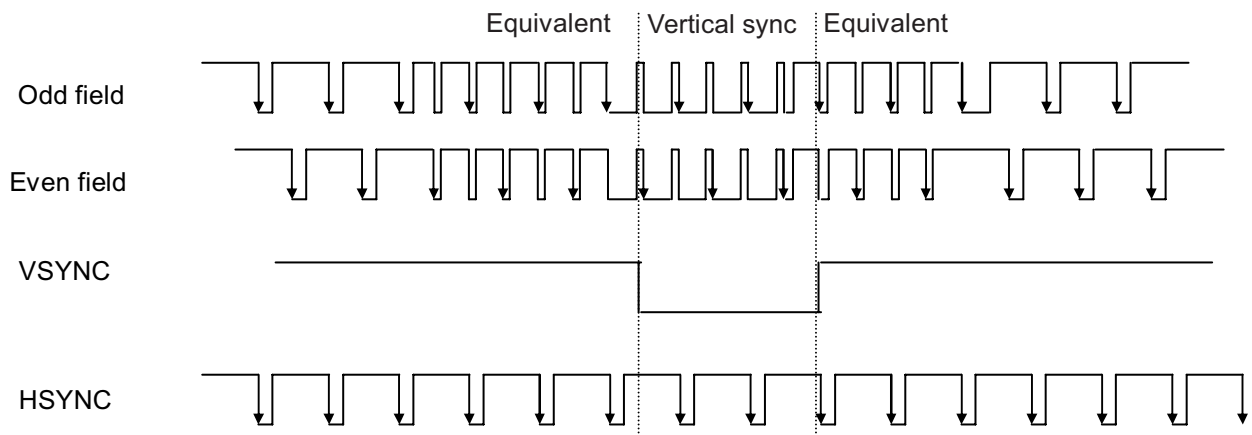 Equivalent Vertical sync Equivalent
Odd field
Even field
VSYNC
HSYNC